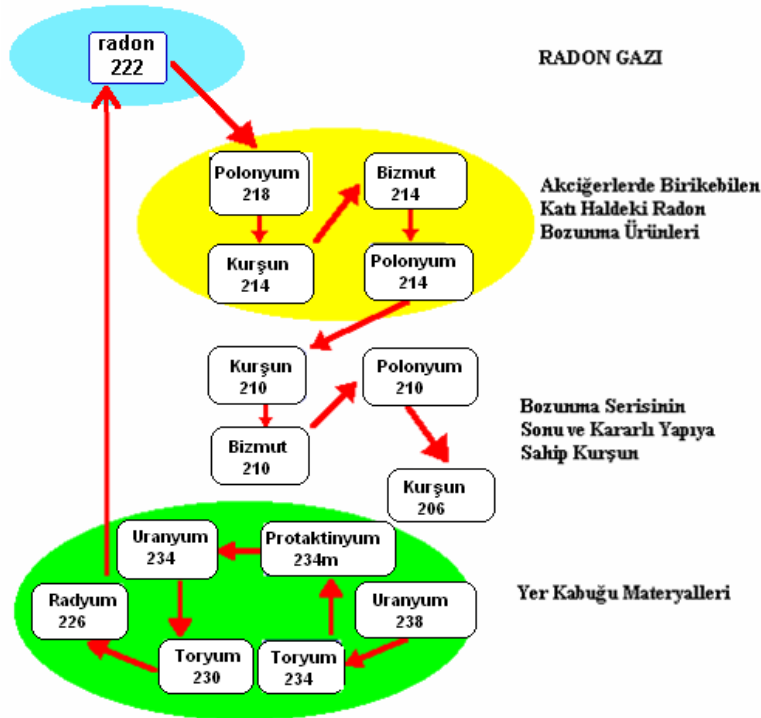 radon
222
RADON GAZI
Polonyum
218
Bizmut
214
Akciğerlerde Birikebilen
Katı Haldeki Radon
Bozunma Ürünleri
Kurşun
214
Polonyum
214
Kurşun
210
Polonyum
210
Bizmut
210
Bozunma Serisinin
Sonu ve Kararlı Yapıya
Sahip Kurşun
Kurşun
206
Uranyum
234
Protaktinyum
234m
Radyum
226
Uranyum
238
Yer Kabuğu Materyalleri
Toryum
230
Toryum
234